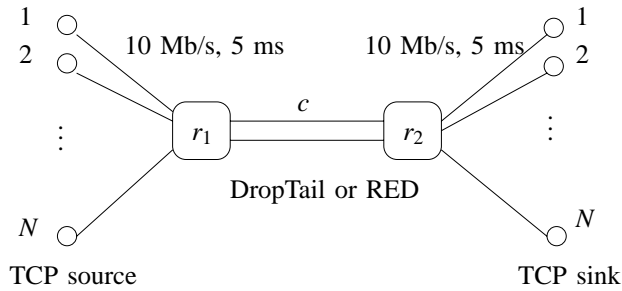 1
1
10 Mb/s, 5 ms
10 Mb/s, 5 ms
2
2
c
r1
r2
⋮
⋮
DropTail or RED
N
N
TCP source
TCP sink